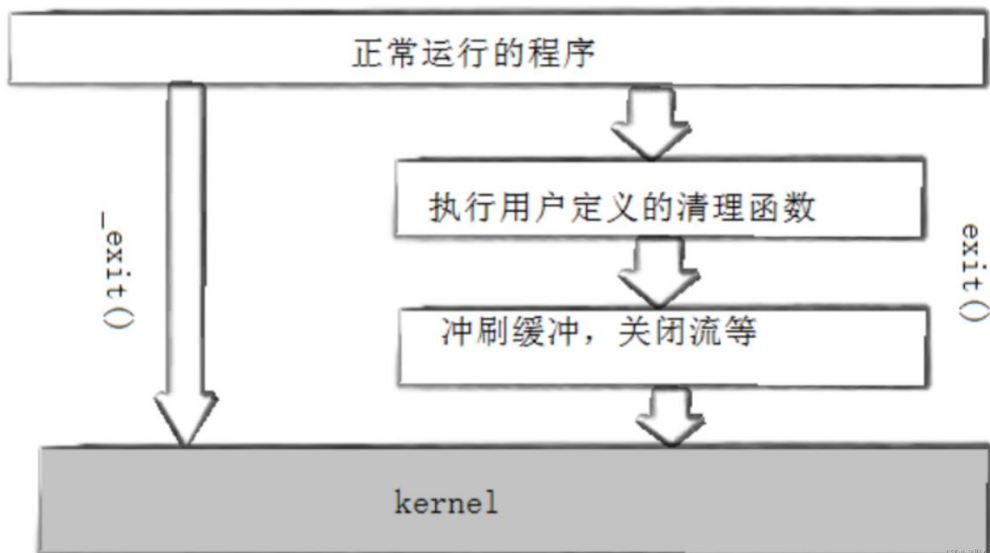 正常运行的程序
执行用户定义的清理函数
_exit()
exit()
冲刷缓冲，关闭流等
kernel